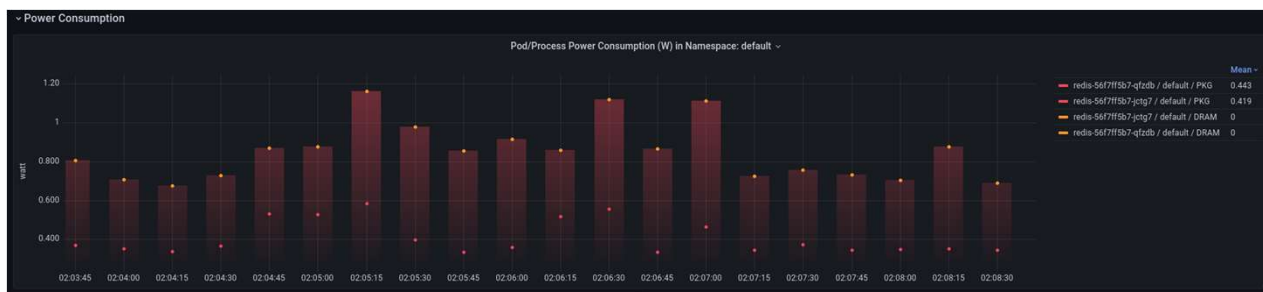 Power Consumption
Pod/Process Power Consumption (W) in Namespace: default
Mean
1.20
redis-56f7ff5b7-qfzdb / default / PKG 0.443
redis-56f7ff5b7-jctg7 / default / PKG 0.419
redis-56f7ff5b7-jctg7 / default / DRAM 0
redis-56f7ff5b7-qfzdb / default / DRAM 0
1
0.800
watt
0.600
0.400
02:03:45 02:04:00 02:04:15 02:04:30 02:04:45 02:05:00 02:05:15 02:05:30 02:05:45 02:06:00 02:06:15 02:06:30 02:06:45 02:07:00 02:07:15 02:07:30 02:07:45 02:08:00 02:08:15 02:08:30